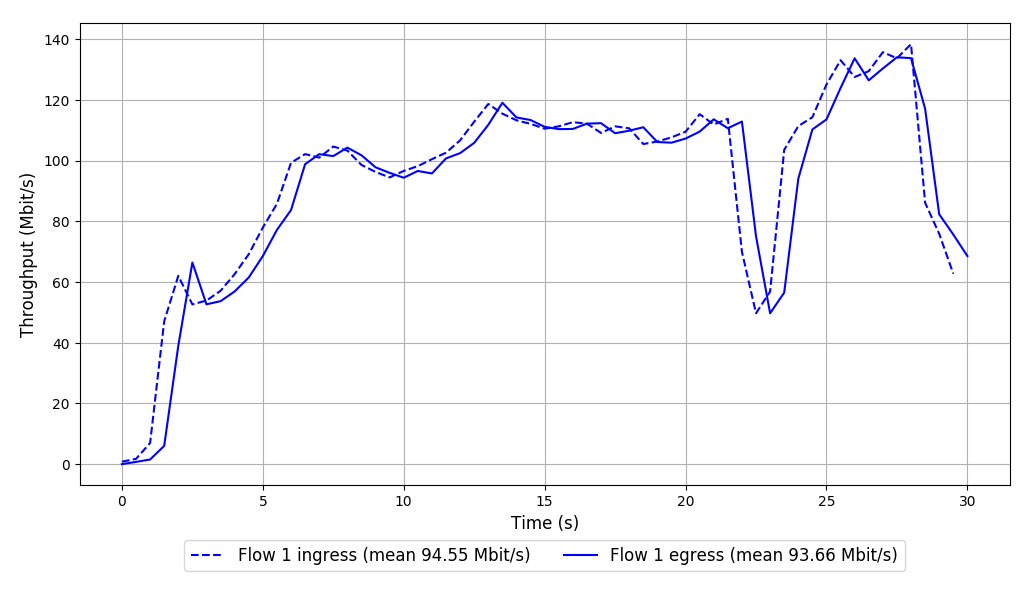 140
120
100
80
60
40
20
0
Throughput (Mbit/s)
0 5 10 15 20 25 30
Time (s)
Flow 1 ingress (mean 94.55 Mbit/s) Flow 1 egress (mean 93.66 Mbit/s)